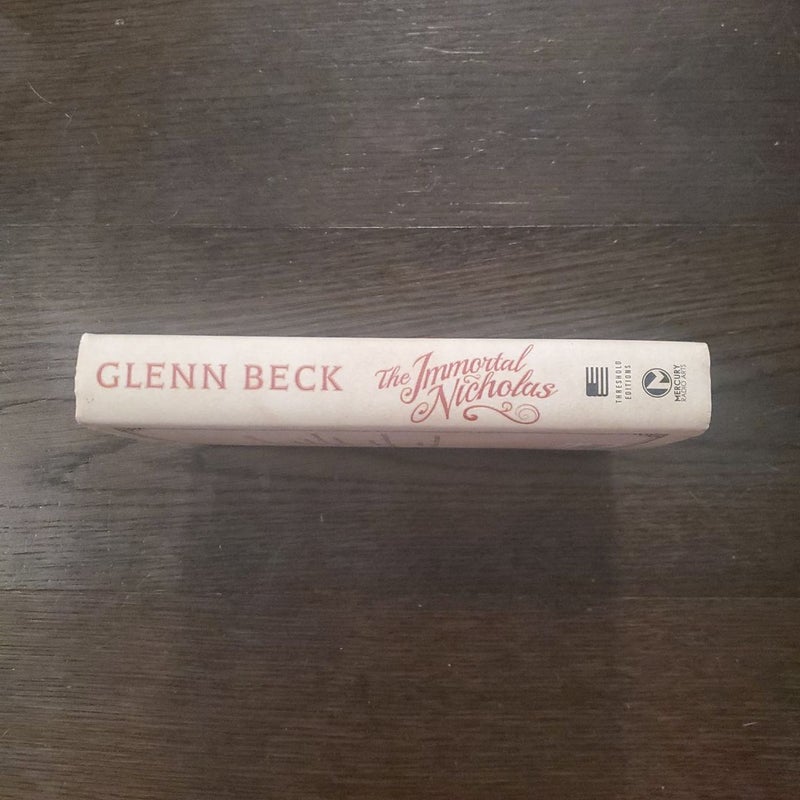 GLENN BECK
The Immortal
Nicholas
THRESHOLD
EDITIONS
MERCURY
RADIO ARTS